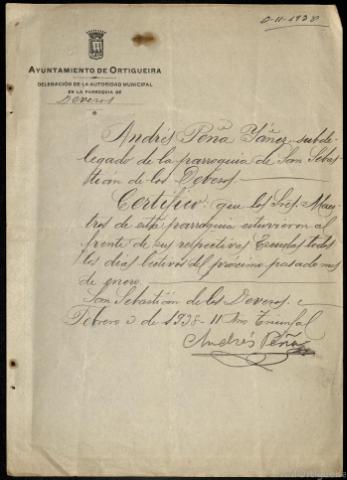 2-11-1938
AYUNTAMIENTO DE ORTIGUEIRA
DELEGACIÓN DE LA AUTORIDAD MUNICIPAL
EN LA PARROQUIA DE
Devesos
Andrés Peña Yáñez, subde-
legado de la parroquia de San Sebas-
tián de los Devesos.
Certifico: que los Sres. Maes-
tros de esta parroquia estuvieron al
frente de sus respectivas Escuelas todos
los días lectivos del próximo pasado mes
de enero.
San Sebastián de los Devesos a
Febrero 2 de 1938-II Año Triunfal
Andrés Peña